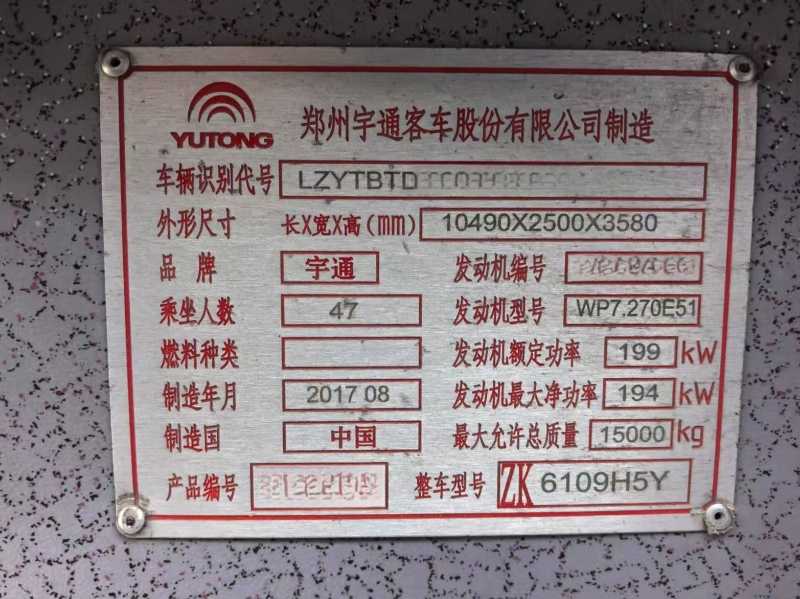 YUTONG 郑州宇通客车股份有限公司制造
车辆识别代号 LZYTBTD
外形尺寸 长X宽X高(mm) 10490X2500X3580
品牌 宇通 发动机编号
乘坐人数 47 发动机型号 WP7.270E51
燃料种类 发动机额定功率 199 kW
制造年月 2017 08 发动机最大净功率 194 kW
制造国 中国 最大允许总质量 15000 kg
产品编号 整车型号 ZK 6109H5Y